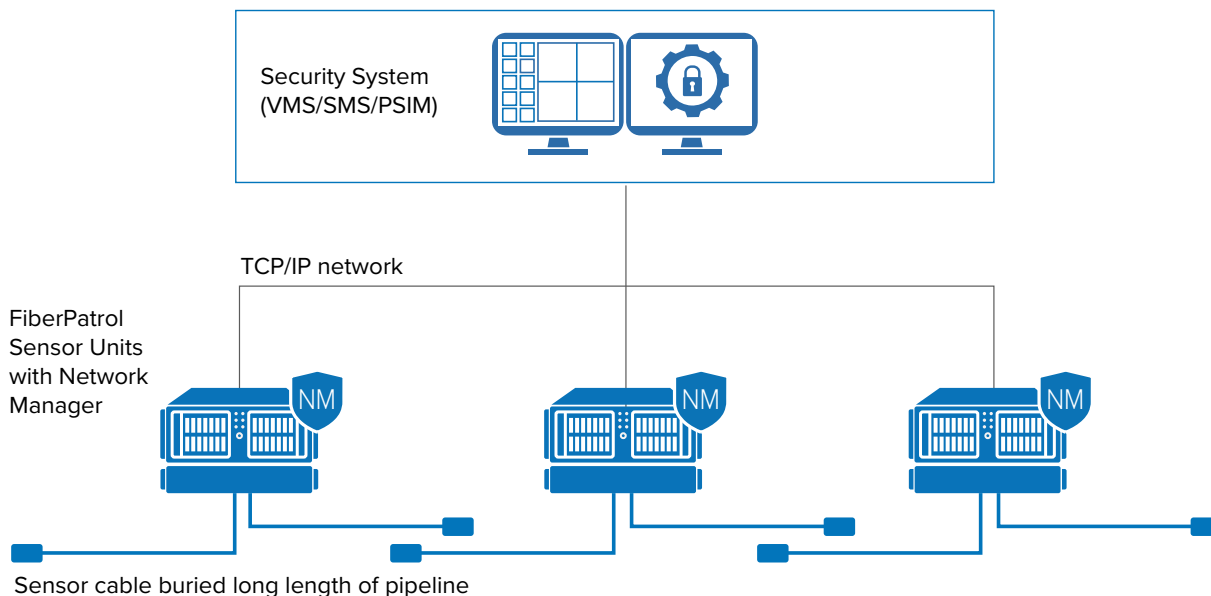 Security System
(VMS/SMS/PSIM)
TCP/IP network
FiberPatrol
Sensor Units
with Network
Manager
NM
NM
NM
Sensor cable buried long length of pipeline